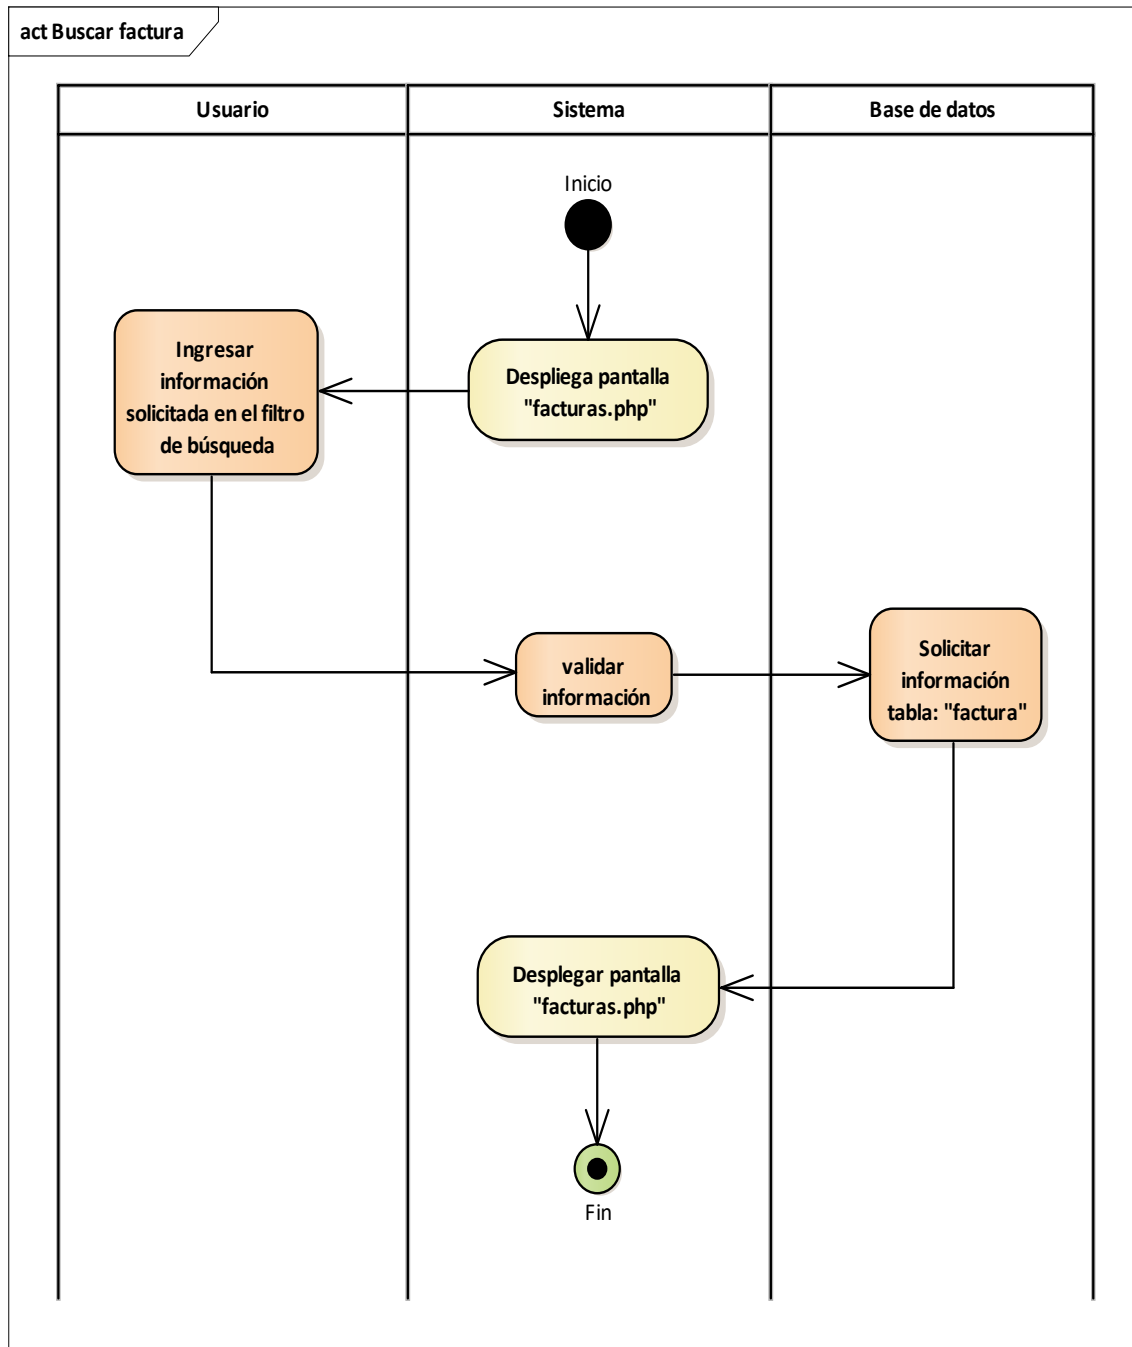 act Buscar factura
Usuario
Sistema
Base de datos
Inicio
Despliega pantalla
"facturas.php"
Ingresar
información
solicitada en el filtro
de búsqueda
validar
información
Solicitar
información
tabla: "factura"
Desplegar pantalla
"facturas.php"
Fin